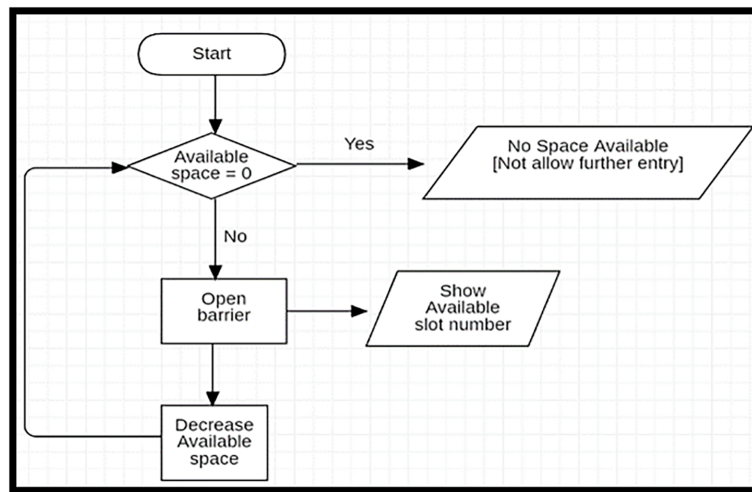 Start
Available
space = 0
Yes
No Space Available
[Not allow further entry]
No
Open
barrier
Show
Available
slot number
Decrease
Available
space